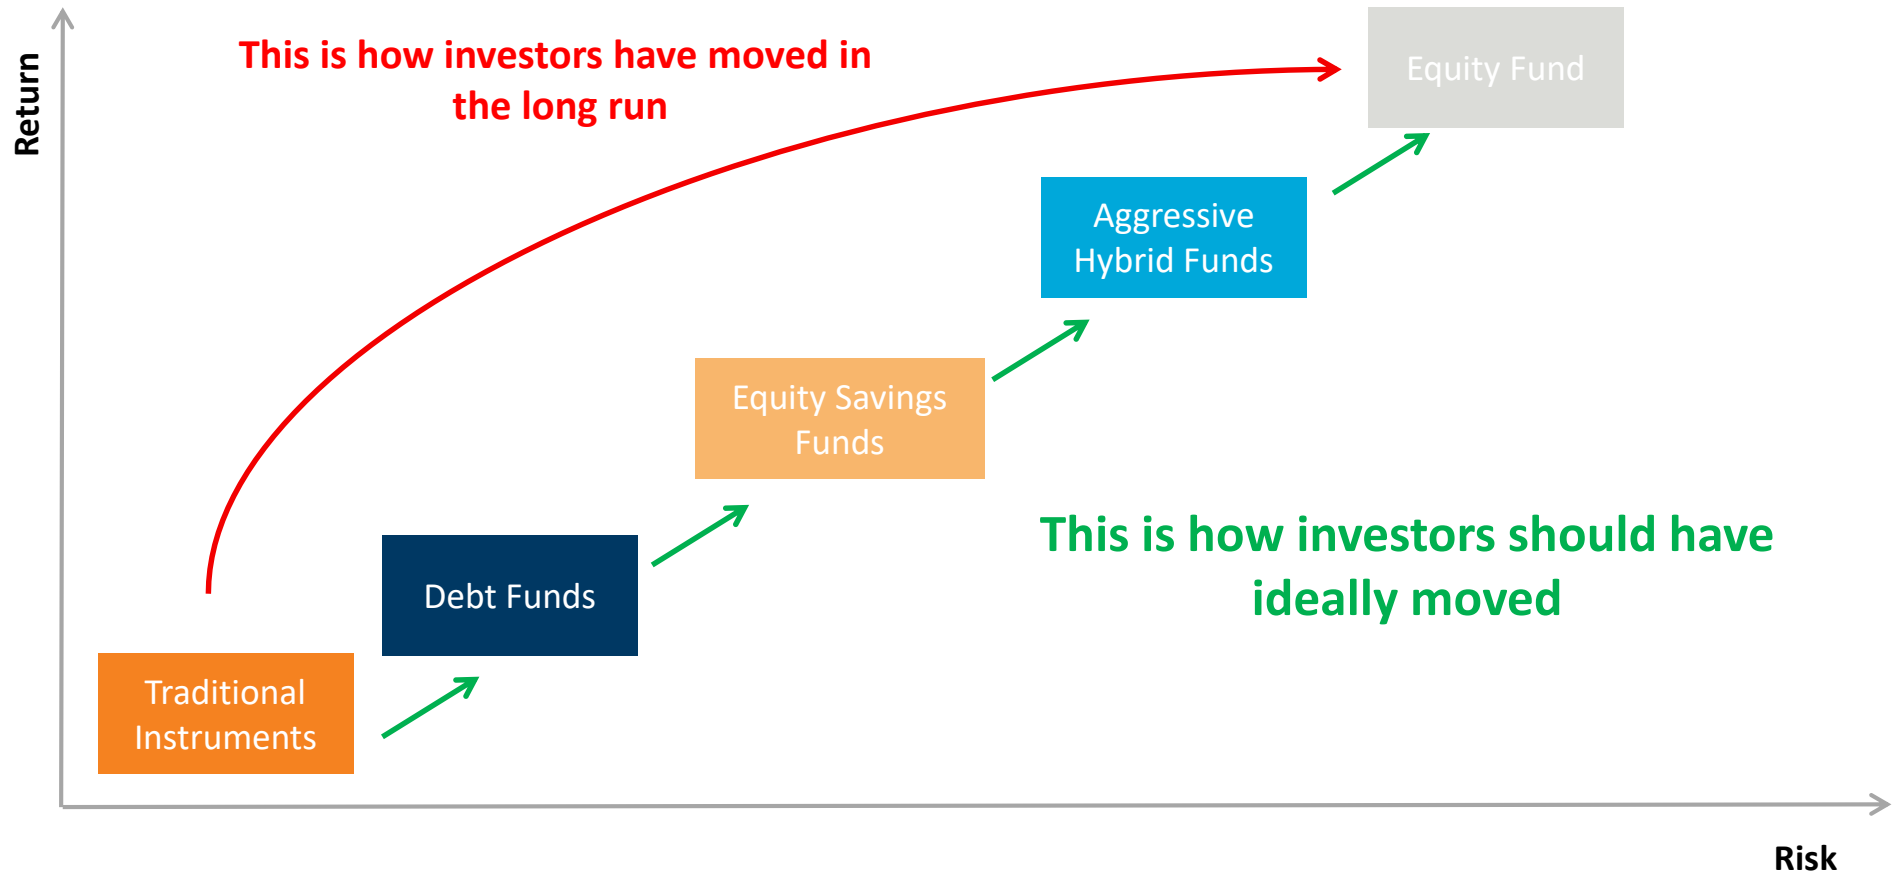 Return
This is how investors have moved in
the long run
Equity Fund
Aggressive
Hybrid Funds
Equity Savings
Funds
This is how investors should have
ideally moved
Debt Funds
Traditional
Instruments
Risk